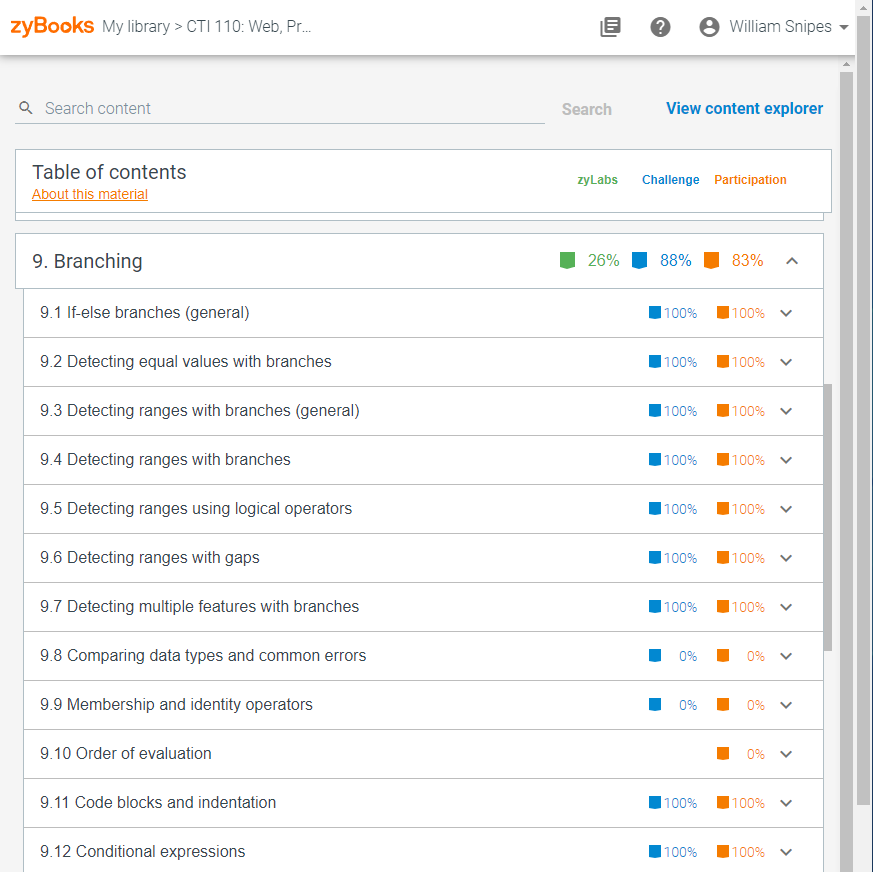 zyBooks My library > CTI 110: Web, Pr... William Snipes
Search content Search View content explorer
Table of contents zyLabs Challenge Participation
About this material
9. Branching 26% 88% 83%
9.1 If-else branches (general) 100% 100%
9.2 Detecting equal values with branches 100% 100%
9.3 Detecting ranges with branches (general) 100% 100%
9.4 Detecting ranges with branches 100% 100%
9.5 Detecting ranges using logical operators 100% 100%
9.6 Detecting ranges with gaps 100% 100%
9.7 Detecting multiple features with branches 100% 100%
9.8 Comparing data types and common errors 0% 0%
9.9 Membership and identity operators 0% 0%
9.10 Order of evaluation 0%
9.11 Code blocks and indentation 100% 100%
9.12 Conditional expressions 100% 100%